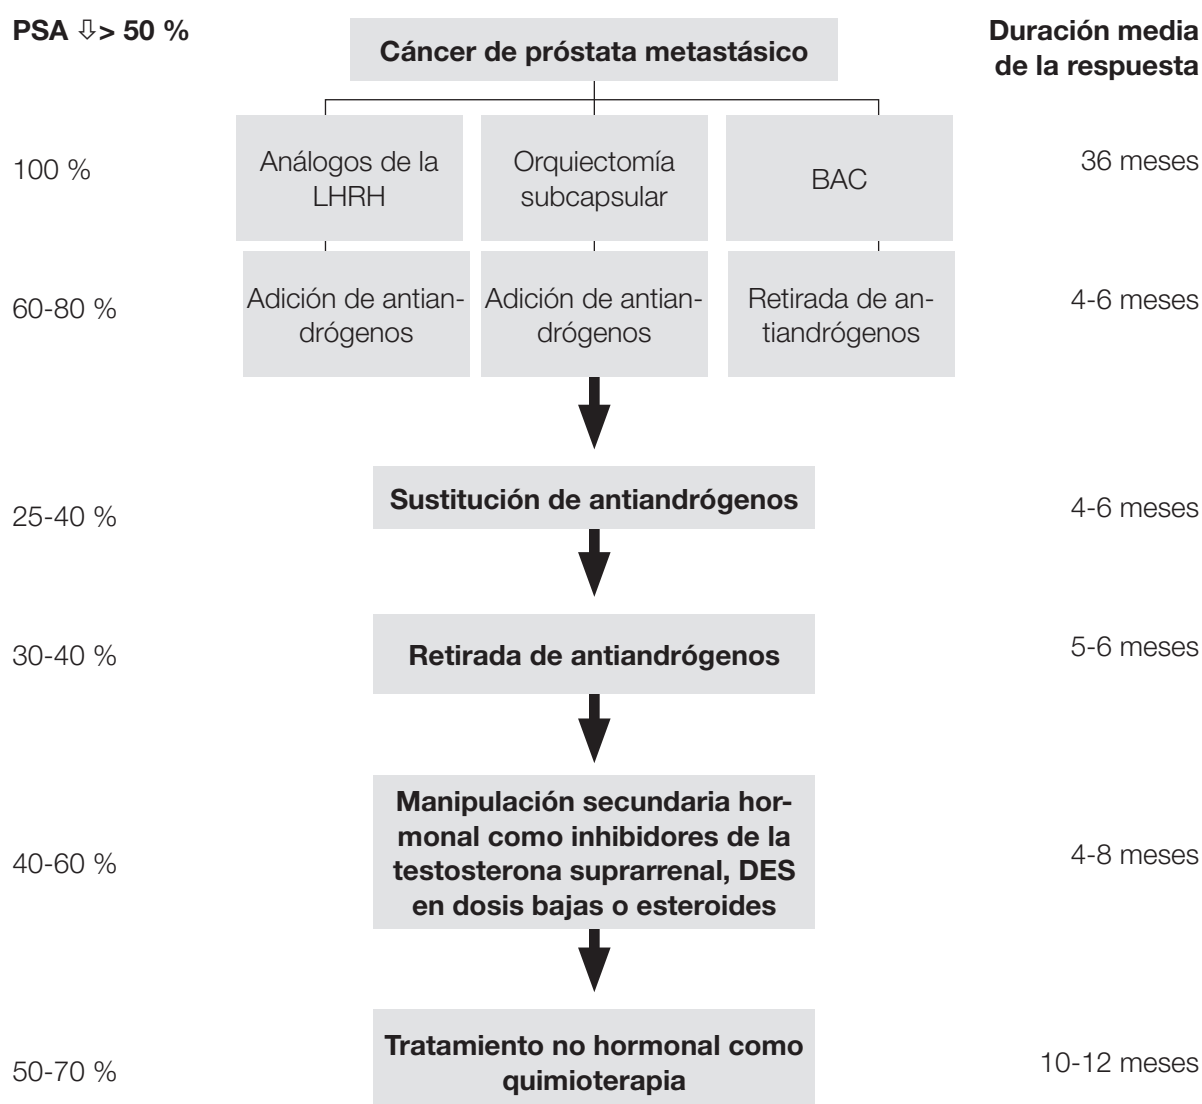 PSA ⇩> 50 %
Cáncer de próstata metastásico
Duración media
de la respuesta
100 %
Análogos de la
LHRH
Orquiectomía
subcapsular
BAC
36 meses
60-80 %
Adición de antian-
drógenos
Adición de antian-
drógenos
Retirada de an-
tiandrógenos
4-6 meses
25-40 %
Sustitución de antiandrógenos
4-6 meses
30-40 %
Retirada de antiandrógenos
5-6 meses
40-60 %
Manipulación secundaria hor-
monal como inhibidores de la
testosterona suprarrenal, DES
en dosis bajas o esteroides
4-8 meses
50-70 %
Tratamiento no hormonal como
quimioterapia
10-12 meses